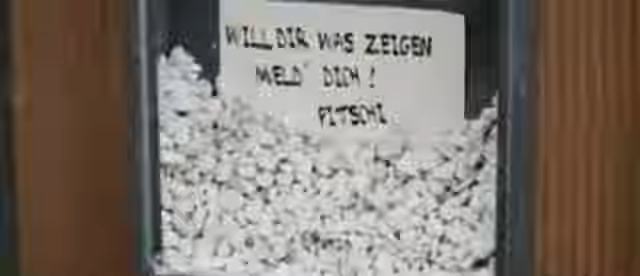 WILL DIR WAS ZEIGEN
MELD' DICH!
PITSCHI